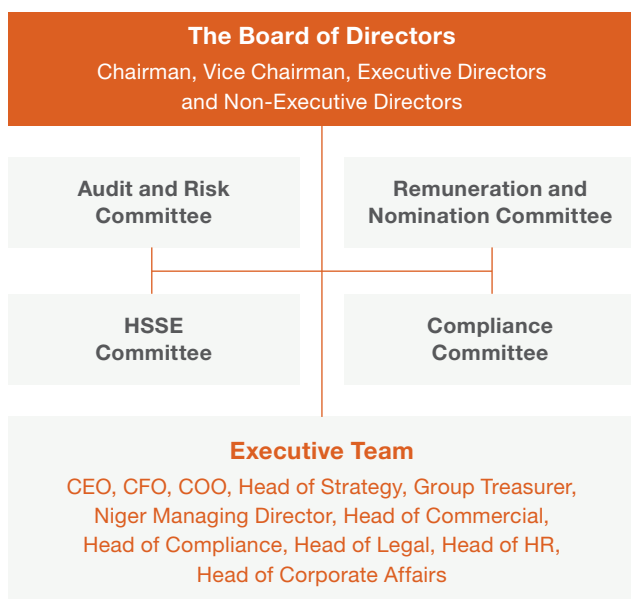 The Board of Directors
Chairman, Vice Chairman, Executive Directors
and Non-Executive Directors
Audit and Risk
Committee
Remuneration and
Nomination Committee
HSSE
Committee
Compliance
Committee
Executive Team
CEO, CFO, COO, Head of Strategy, Group Treasurer,
Niger Managing Director, Head of Commercial,
Head of Compliance, Head of Legal, Head of HR,
Head of Corporate Affairs